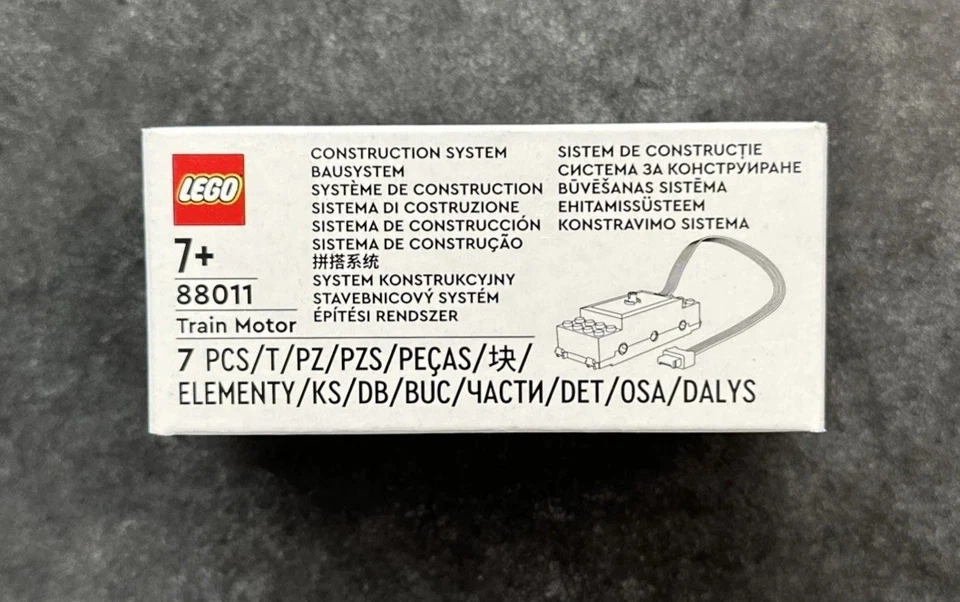 LEGO
7+
88011
Train Motor
CONSTRUCTION SYSTEM
BAUSYSTEM
SYSTÈME DE CONSTRUCTION
SISTEMA DI COSTRUZIONE
SISTEMA DE CONSTRUCCIÓN
SISTEMA DE CONSTRUÇÃO
拼搭系统
SYSTEM KONSTRUKCYJNY
STAVEBNICOVÝ SYSTÉM
ÉPÍTÉSI RENDSZER
SISTEM DE CONSTRUCȚIE
СИСТЕМА ЗА КОНСТРУИРАНЕ
BŪVĒŠANAS SISTĒMA
EHITAMISSÜSTEEM
KONSTRAVIMO SISTEMA
7 PCS/T/PZ/PZS/PEÇAS/块/
ELEMENTY/KS/DB/BUC/ЧАСТИ/DET/OSA/DALYS